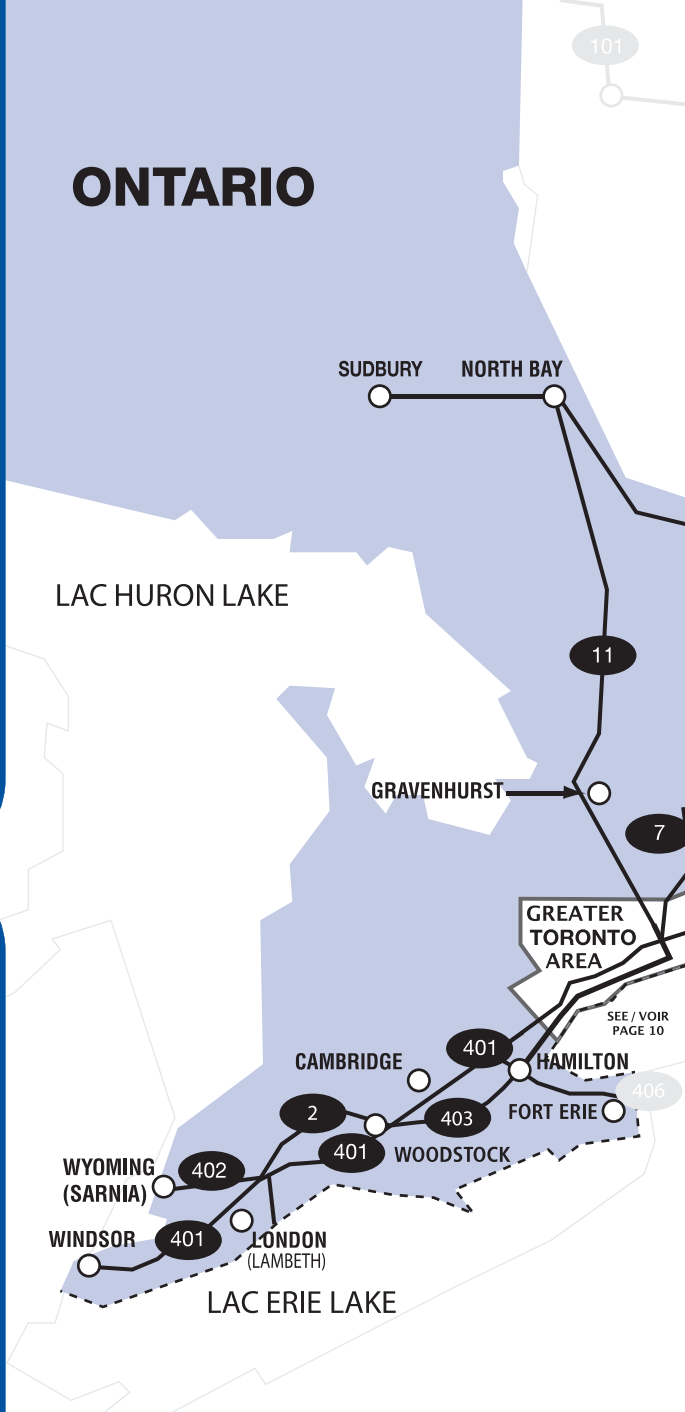 101
ONTARIO
SUDBURY
NORTH BAY
LAC HURON LAKE
11
GRAVENHURST
7
GREATER
TORONTO
AREA
SEE / VOIR
PAGE 10
401
HAMILTON
CAMBRIDGE
406
2
403
FORT ERIE
401
WOODSTOCK
WYOMING
(SARNIA)
402
WINDSOR
401
LONDON
(LAMBETH)
LAC ERIE LAKE